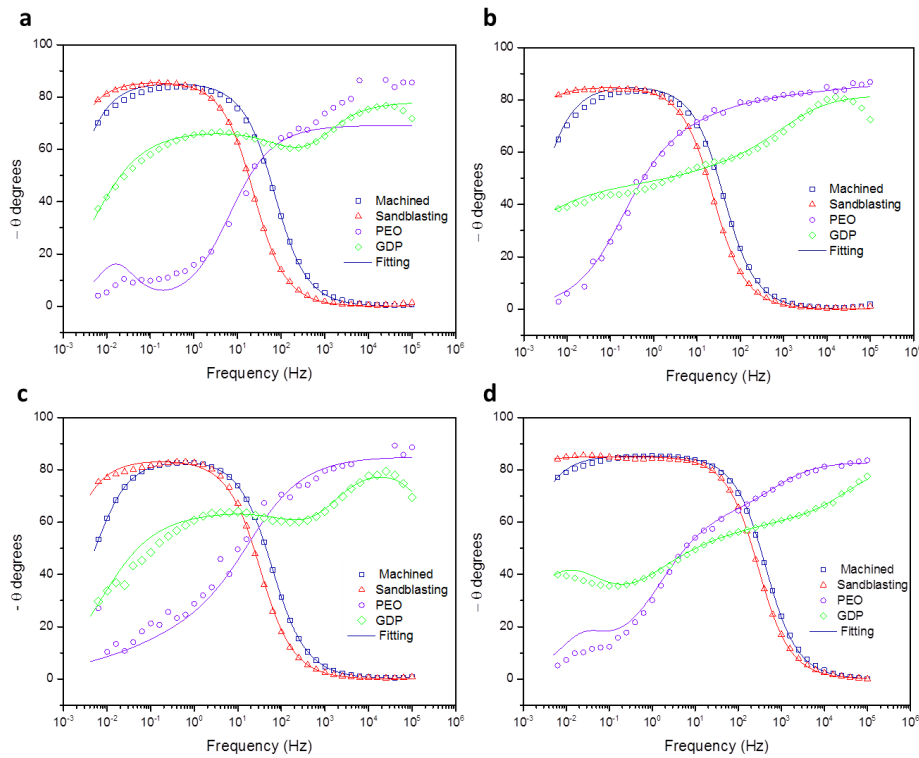 a
100
80
60
40
20
0
− θ degrees
Machined
Sandblasting
PEO
GDP
Fitting
10⁻³ 10⁻² 10⁻¹ 10⁰ 10¹ 10² 10³ 10⁴ 10⁵ 10⁶
Frequency (Hz)
b
100
80
60
40
20
0
− θ degrees
Machined
Sandblasting
PEO
GDP
Fitting
10⁻³ 10⁻² 10⁻¹ 10⁰ 10¹ 10² 10³ 10⁴ 10⁵ 10⁶
Frequency (Hz)
c
100
80
60
40
20
0
- θ degrees
Machined
Sandblasting
PEO
GDP
Fitting
10⁻³ 10⁻² 10⁻¹ 10⁰ 10¹ 10² 10³ 10⁴ 10⁵ 10⁶
Frequency (Hz)
d
100
80
60
40
20
0
− θ degrees
Machined
Sandblasting
PEO
GDP
Fitting
10⁻³ 10⁻² 10⁻¹ 10⁰ 10¹ 10² 10³ 10⁴ 10⁵ 10⁶
Frequency (Hz)